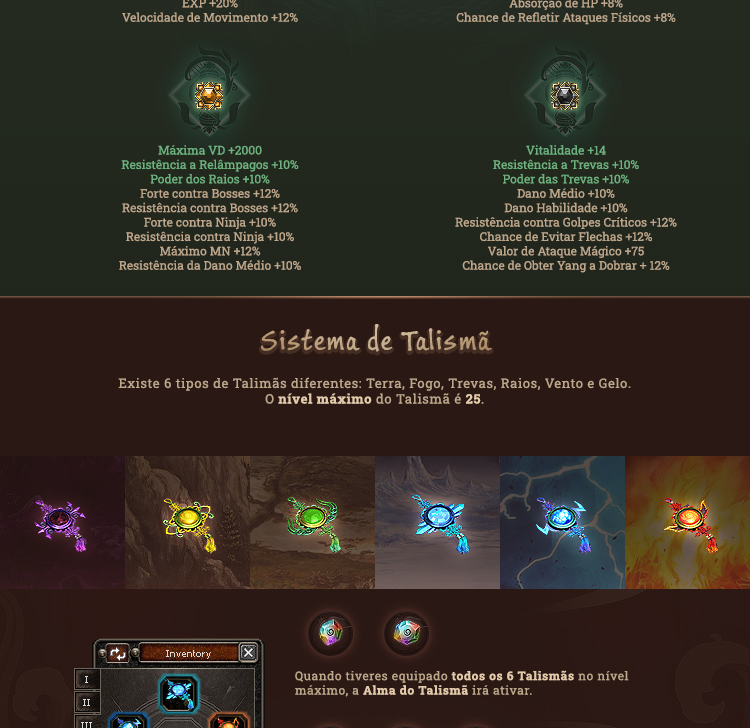 EXP +20%
Velocidade de Movimento +12%
Absorção de HP +8%
Chance de Refletir Ataques Físicos +8%
Máxima VD +2000
Resistência a Relâmpagos +10%
Poder dos Raios +10%
Forte contra Bosses +12%
Resistência contra Bosses +12%
Forte contra Ninja +10%
Resistência contra Ninja +10%
Máximo MN +12%
Resistência da Dano Médio +10%
Vitalidade +14
Resistência a Trevas +10%
Poder das Trevas +10%
Dano Médio +10%
Dano Habilidade +10%
Resistência contra Golpes Críticos +12%
Chance de Evitar Flechas +12%
Valor de Ataque Mágico +75
Chance de Obter Yang a Dobrar + 12%
Sistema de Talismã
Existe 6 tipos de Talimãs diferentes: Terra, Fogo, Trevas, Raios, Vento e Gelo.
O nível máximo do Talismã é 25.
Inventory
I
II
III
Quando tiveres equipado todos os 6 Talismãs no nível
máximo, a Alma do Talismã irá ativar.